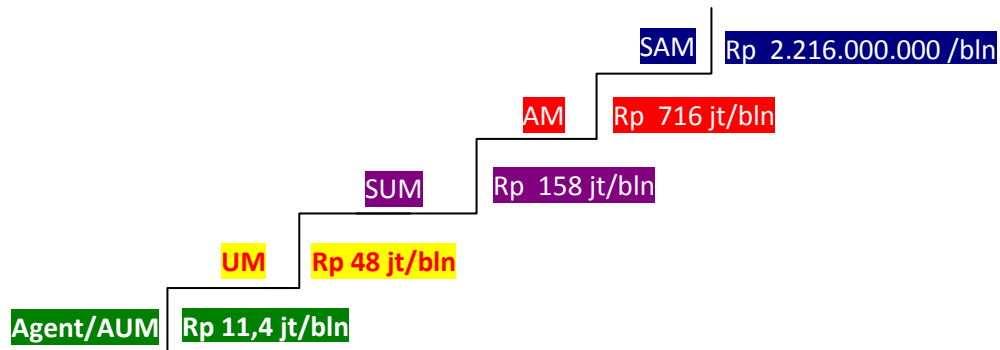 SAM Rp 2.216.000.000 /bln
AM Rp 716 jt/bln
SUM Rp 158 jt/bln
UM Rp 48 jt/bln
Agent/AUM Rp 11,4 jt/bln